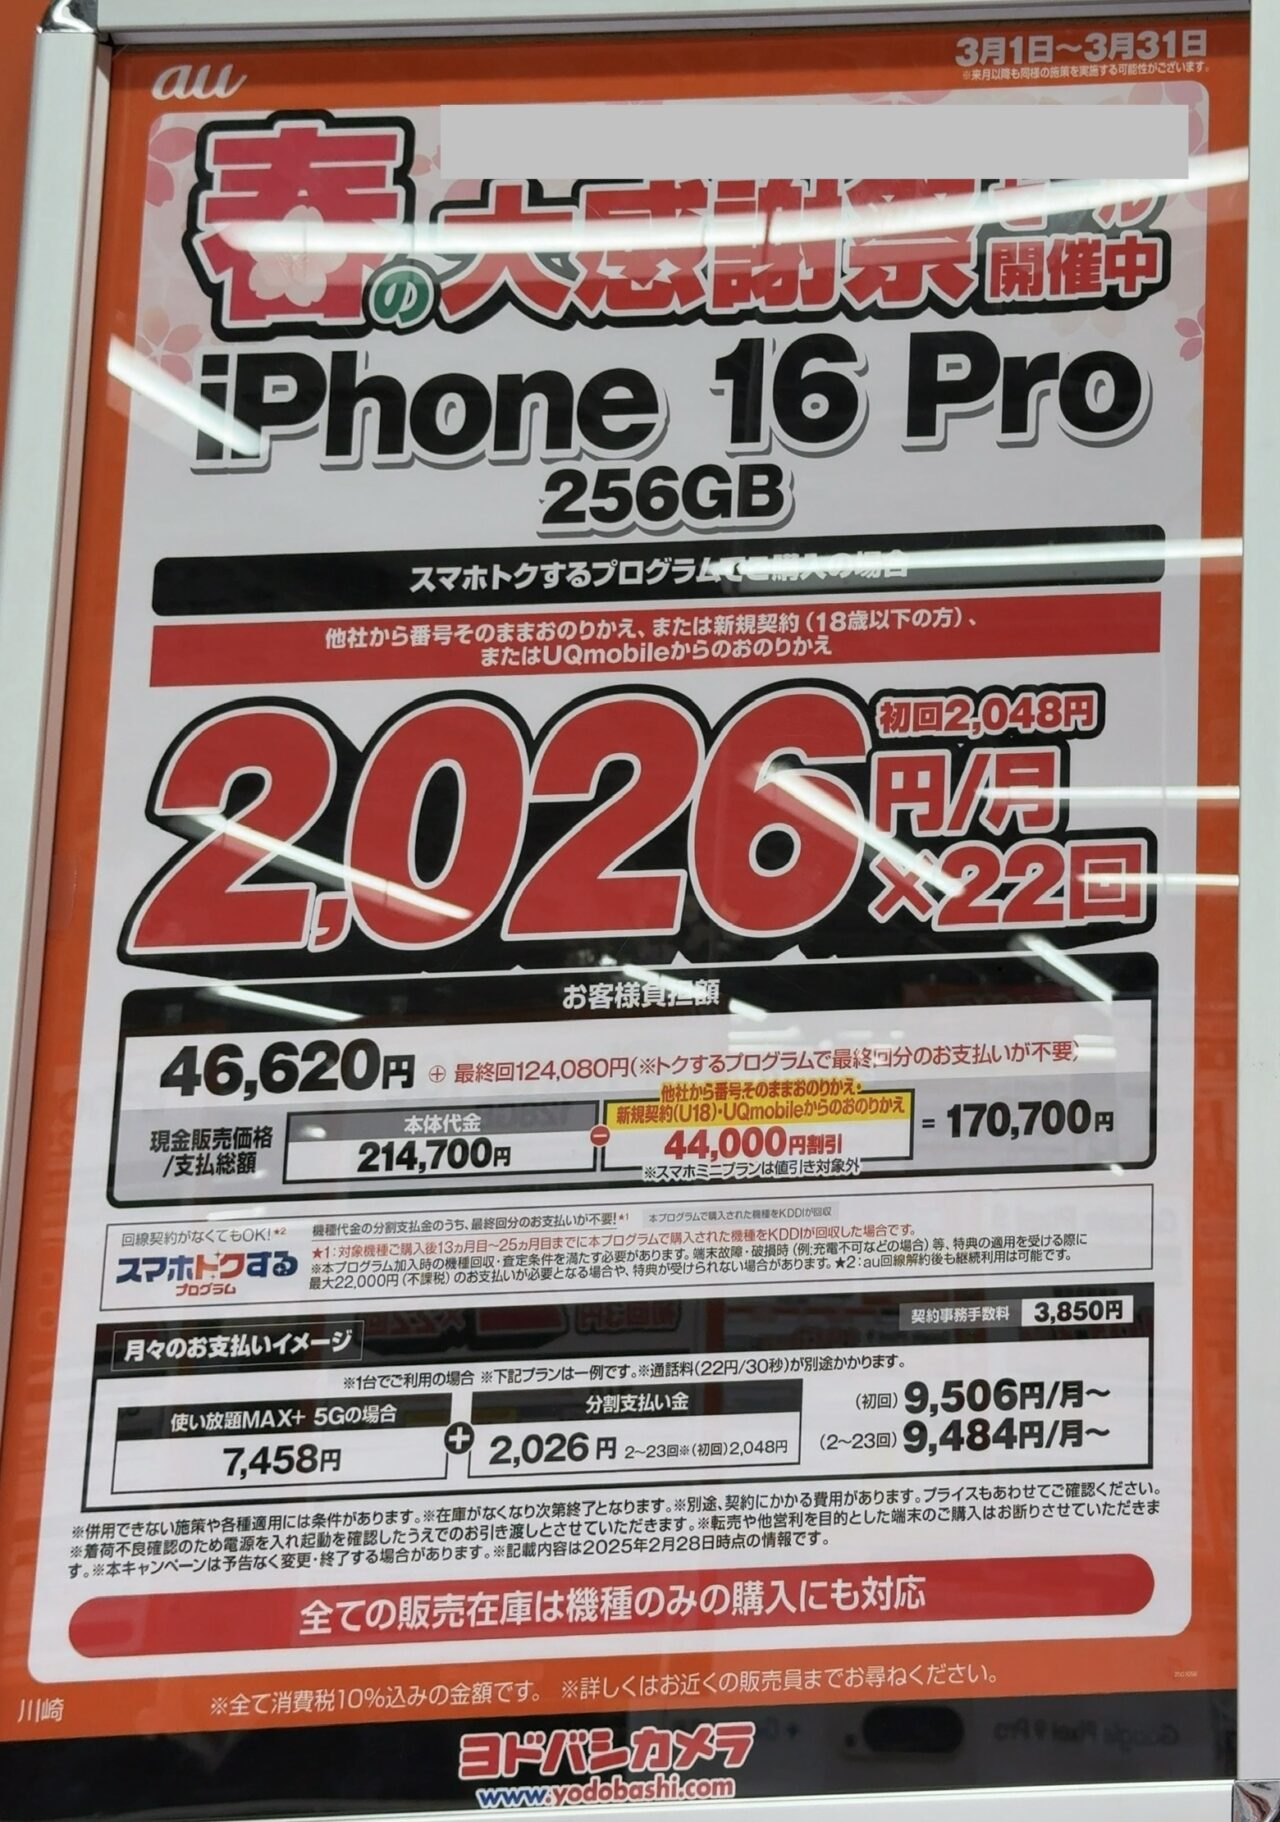 au
3月1日～3月31日
※来月以降も同様の施策を実施する可能性がございます。
春の大感謝祭セール
開催中
iPhone 16 Pro
256GB
スマホトクするプログラムでご購入の場合
他社から番号そのままおのりかえ、または新規契約(18歳以下の方)、
またはUQmobileからのおのりかえ
2,026円/月
初回2,048円
×22回
お客様負担額
46,620円 + 最終回124,080円(※トクするプログラムで最終回分のお支払いが不要)
現金販売価格
/支払総額
本体代金
214,700円
－
他社から番号そのままおのりかえ・
新規契約(U18)・UQmobileからのおのりかえ
44,000円割引
※スマホミニプランは値引き対象外
= 170,700円
回線契約がなくてもOK!★2
スマホトクする
プログラム
機種代金の分割支払金のうち、最終回分のお支払いが不要!★1 本プログラムで購入された機種をKDDIが回収
★1:対象機種ご購入後13ヵ月目～25ヵ月目までに本プログラムで購入された機種をKDDIが回収した場合です。
※本プログラム加入時の機種回収・査定条件を満たす必要があります。端末故障・破損時(例:充電不可などの場合)等、特典の適用を受ける際に
最大22,000円(不課税)のお支払いが必要となる場合や、特典が受けられない場合があります。★2:au回線解約後も継続利用は可能です。
契約事務手数料 3,850円
月々のお支払いイメージ
※1台でご利用の場合 ※下記プランは一例です。※通話料(22円/30秒)が別途かかります。
使い放題MAX+ 5Gの場合
7,458円
+
分割支払い金
2,026円 2～23回※(初回)2,048円
(初回) 9,506円/月～
(2～23回) 9,484円/月～
※併用できない施策や各種適用には条件があります。※在庫がなくなり次第終了となります。※別途、契約にかかる費用があります。プライスもあわせてご確認ください。
※着荷不良確認のため電源を入れ起動を確認したうえでのお引き渡しとさせていただきます。※転売や他営利を目的とした端末のご購入はお断りさせていただきま
す。※本キャンペーンは予告なく変更・終了する場合があります。※記載内容は2025年2月28日時点の情報です。
全ての販売在庫は機種のみの購入にも対応
川崎
※全て消費税10%込みの金額です。 ※詳しくはお近くの販売員までお尋ねください。
ヨドバシカメラ
www.yodobashi.com